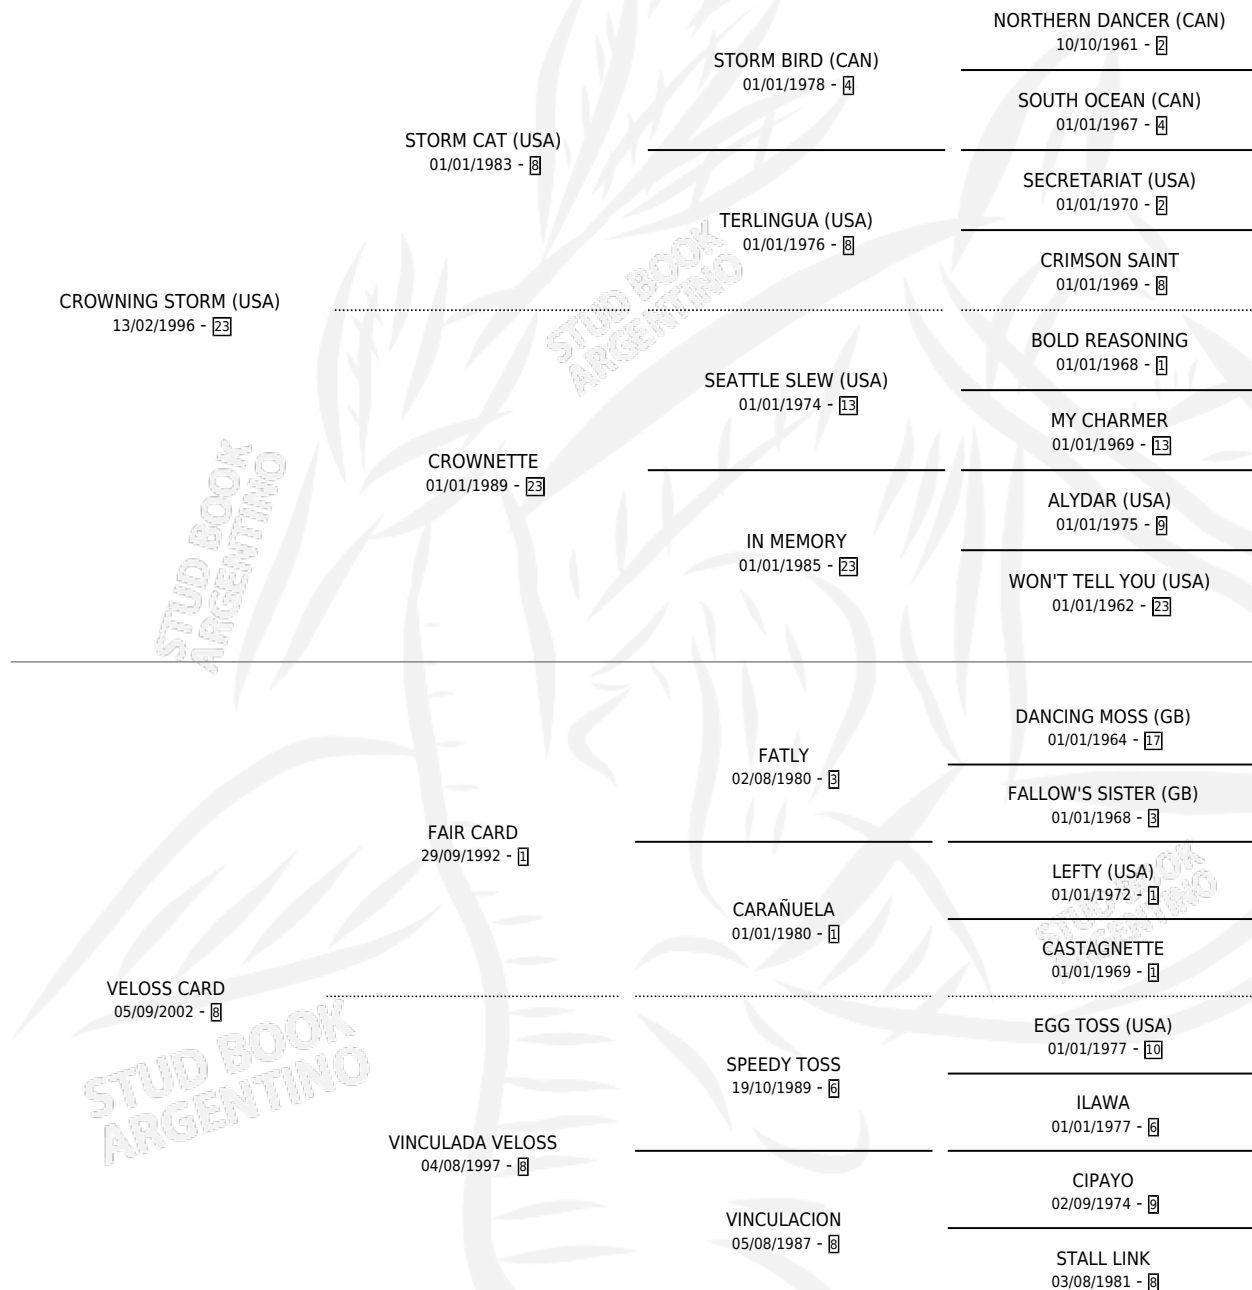 NORTHERN DANCER (CAN)
10/10/1961 - 2
STORM BIRD (CAN)
01/01/1978 - 4
SOUTH OCEAN (CAN)
01/01/1967 - 4
STORM CAT (USA)
01/01/1983 - 8
SECRETARIAT (USA)
01/01/1970 - 2
TERLINGUA (USA)
01/01/1976 - 8
CRIMSON SAINT
01/01/1969 - 8
CROWNING STORM (USA)
13/02/1996 - 23
BOLD REASONING
01/01/1968 - 1
SEATTLE SLEW (USA)
01/01/1974 - 13
MY CHARMER
01/01/1969 - 13
CROWNETTE
01/01/1989 - 23
ALYDAR (USA)
01/01/1975 - 9
IN MEMORY
01/01/1985 - 23
WON'T TELL YOU (USA)
01/01/1962 - 23
DANCING MOSS (GB)
01/01/1964 - 17
FATLY
02/08/1980 - 3
FALLOW'S SISTER (GB)
01/01/1968 - 3
FAIR CARD
29/09/1992 - 1
LEFTY (USA)
01/01/1972 - 1
CARAÑUELA
01/01/1980 - 1
CASTAGNETTE
01/01/1969 - 1
VELOSS CARD
05/09/2002 - 8
EGG TOSS (USA)
01/01/1977 - 10
SPEEDY TOSS
19/10/1989 - 6
ILAWA
01/01/1977 - 6
VINCULADA VELOSS
04/08/1997 - 8
CIPAYO
02/09/1974 - 9
VINCULACION
05/08/1987 - 8
STALL LINK
03/08/1981 - 8
STUD BOOK
ARGENTINO
STUD BOOK
ARGENTINO
STUD BOOK
ARGENTINO
STUD BOOK
ARGENTINO